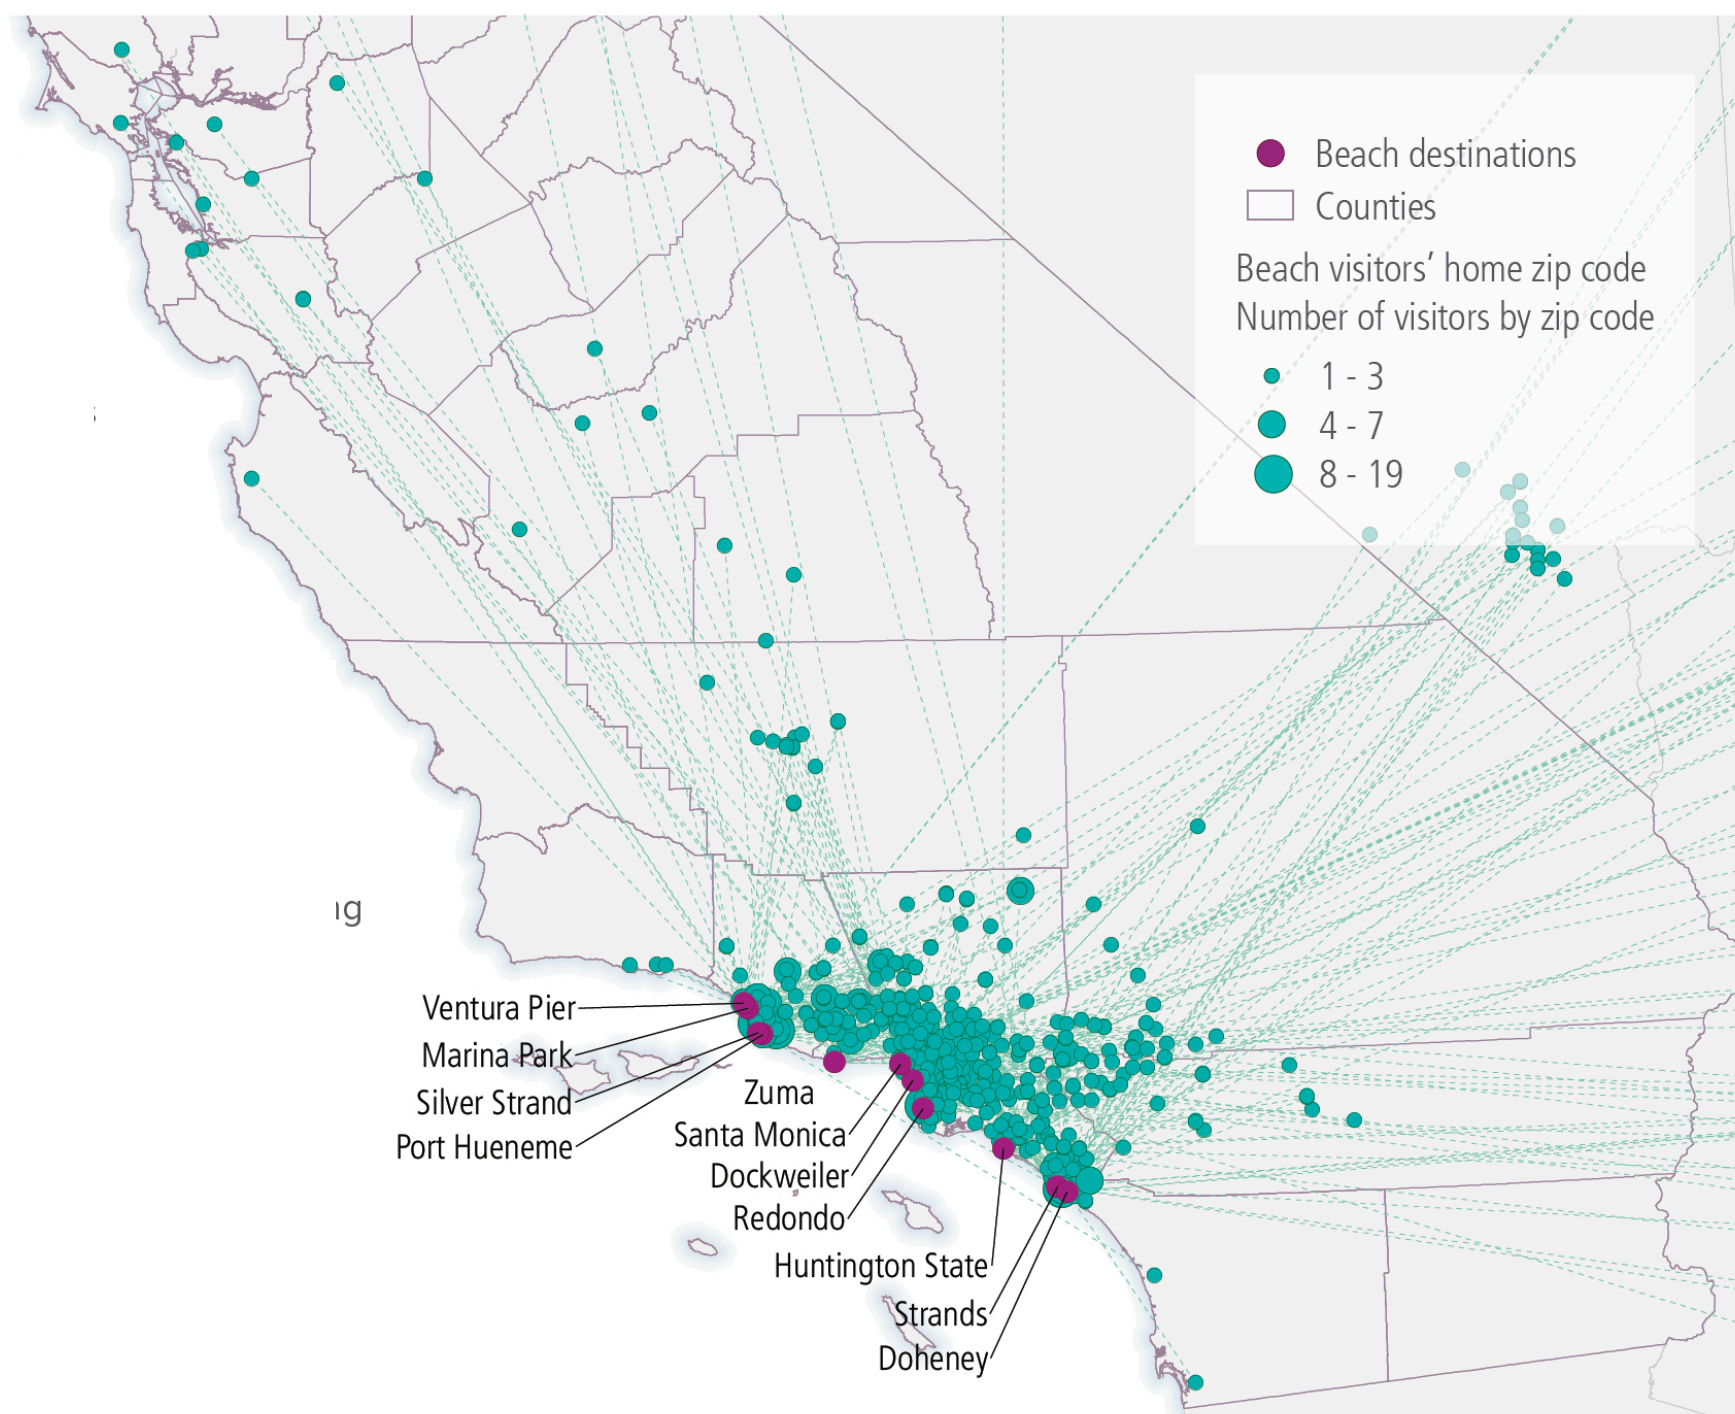 Beach destinations
Counties
Beach visitors’ home zip code
Number of visitors by zip code
1 - 3
4 - 7
8 - 19
Ventura Pier
Marina Park
Silver Strand
Port Hueneme
Zuma
Santa Monica
Dockweiler
Redondo
Huntington State
Strands
Doheney